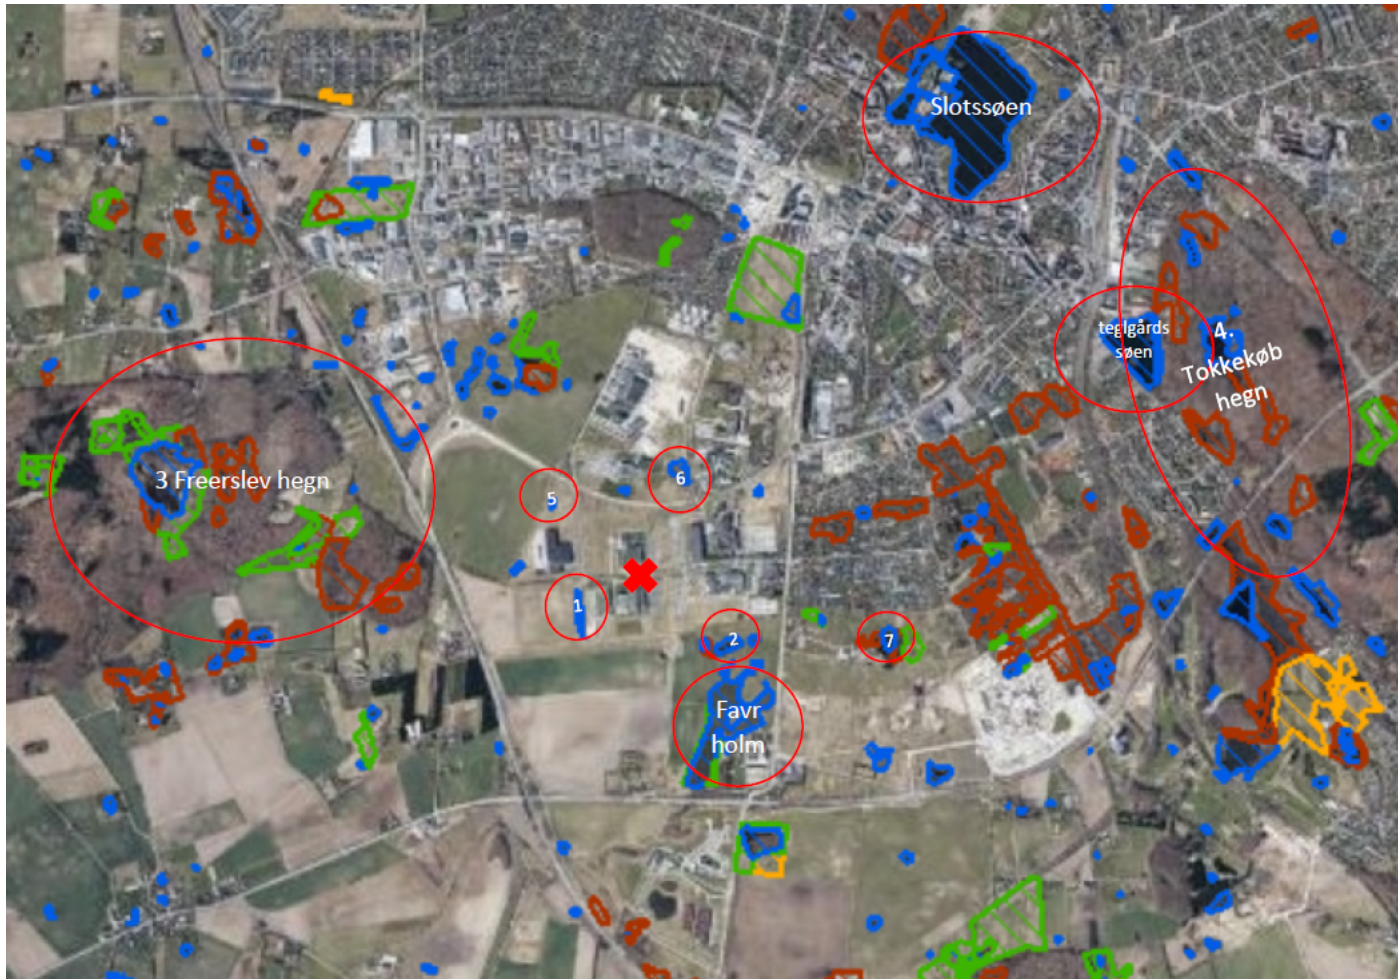 Slotssøen
teglgårds
søen
4.
Tokkekøb
hegn
3 Freerslev hegn
5
6
1
2
7
Favr
holm